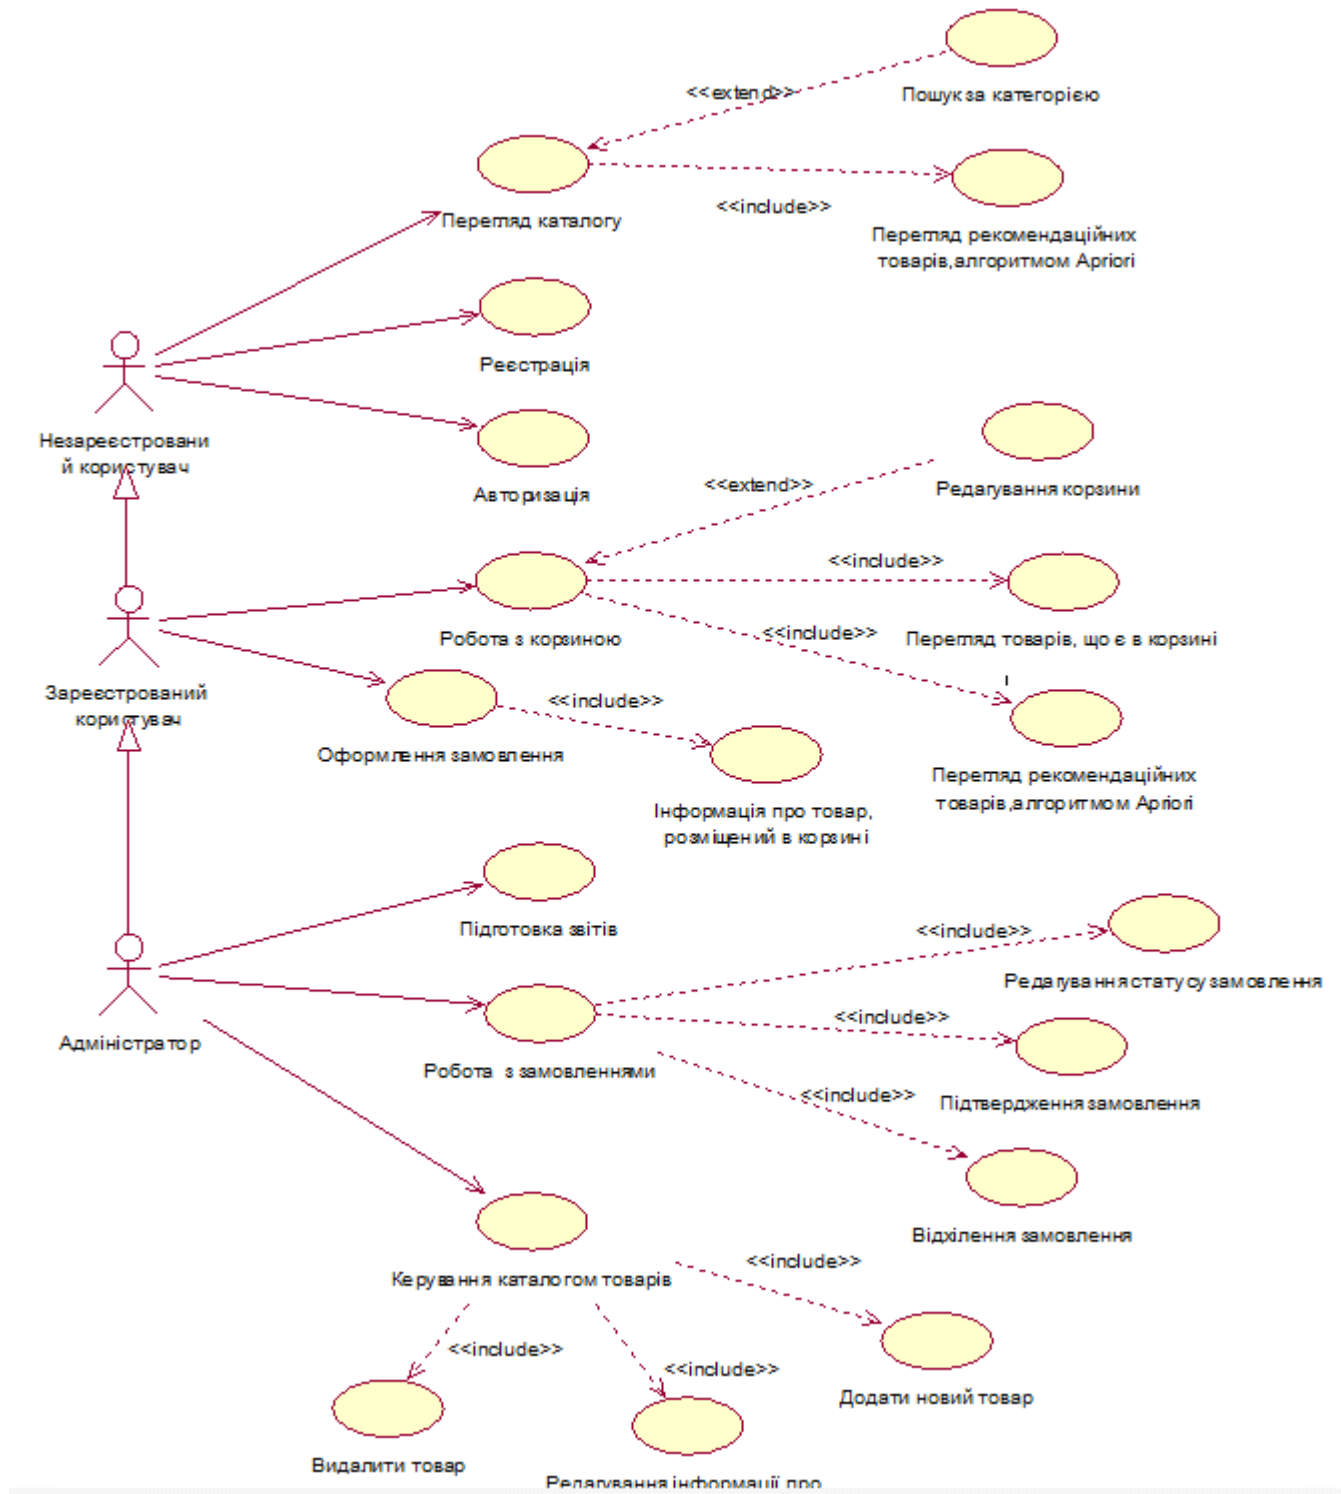 Пошук за категорією
<<extend>>
<<include>>
Перегляд каталогу
Перегляд рекомендаційних
товарів,алгоритмом Apriori
Реєстрація
Незареєстровани
й користувач
Авторизація
<<extend>>
Редагування корзини
<<include>>
Робота з корзиною
<<include>>
Перегляд товарів, що є в корзині
Зареєстрований
користувач
<<include>>
Оформлення замовлення
Перегляд рекомендаційних
товарів,алгоритмом Apriori
Інформація про товар,
розміщений в корзині
Підготовка звітів
<<include>>
Редагування статусу замовлення
<<include>>
Адміністратор
Робота з замовленнями
<<include>>
Підтвердження замовлення
Відхілення замовлення
<<include>>
Керування каталогом товарів
<<include>>
<<include>>
Додати новий товар
Видалити товар
Редагування інформації про